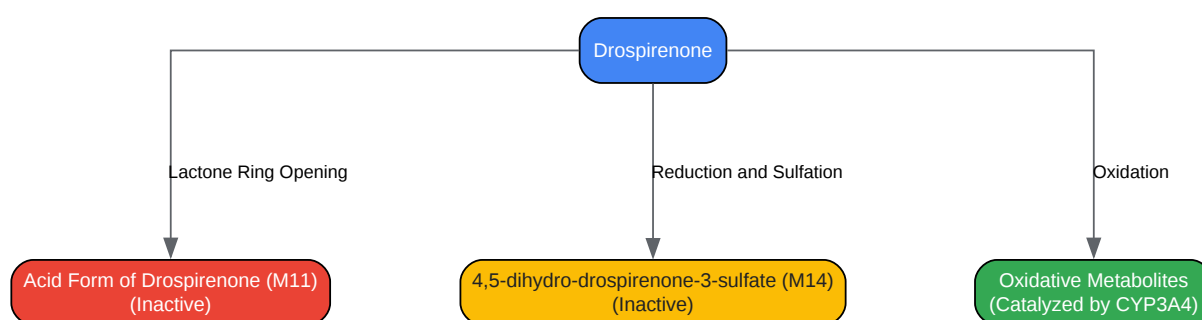 Drospirenone
Lactone Ring Opening
Reduction and Sulfation
Oxidation
Acid Form of Drospirenone (M11)
(Inactive)
4,5-dihydro-drospirenone-3-sulfate (M14)
(Inactive)
Oxidative Metabolites
(Catalyzed by CYP3A4)